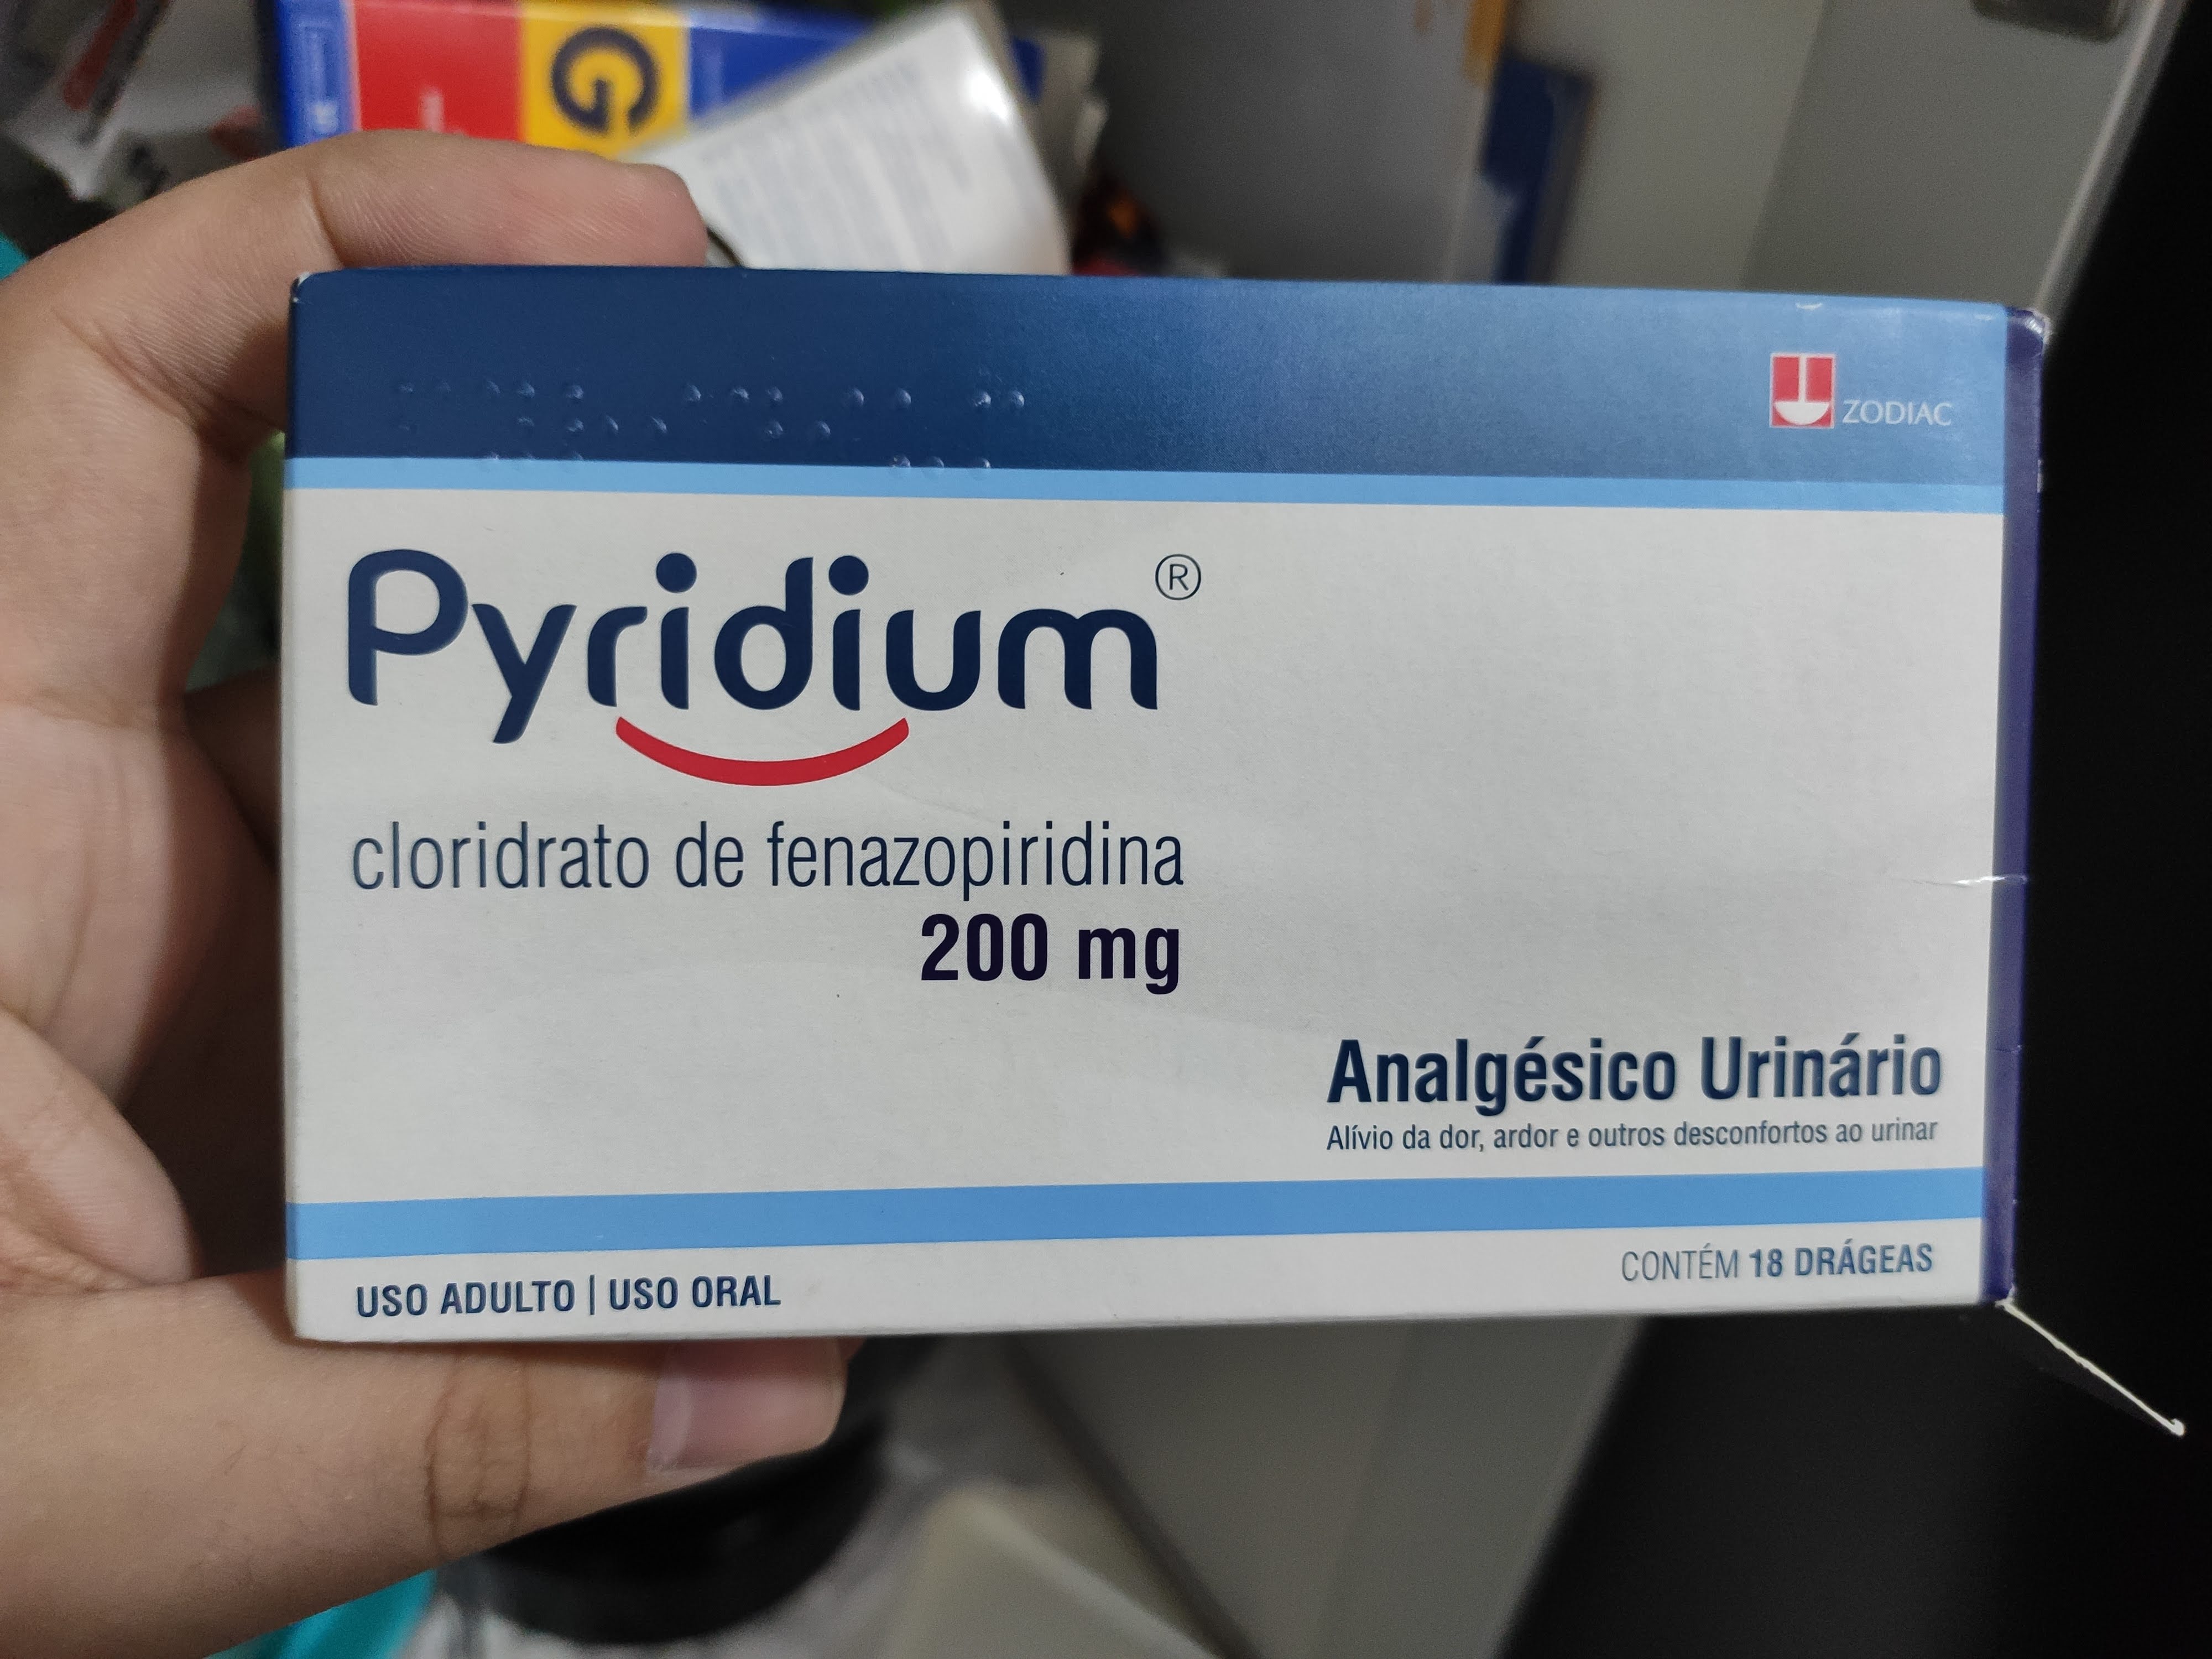 G
ZODIAC
Pyridium®
cloridrato de fenazopiridina
200 mg
Analgésico Urinário
Alívio da dor, ardor e outros desconfortos ao urinar
USO ADULTO | USO ORAL
CONTÉM 18 DRÁGEAS